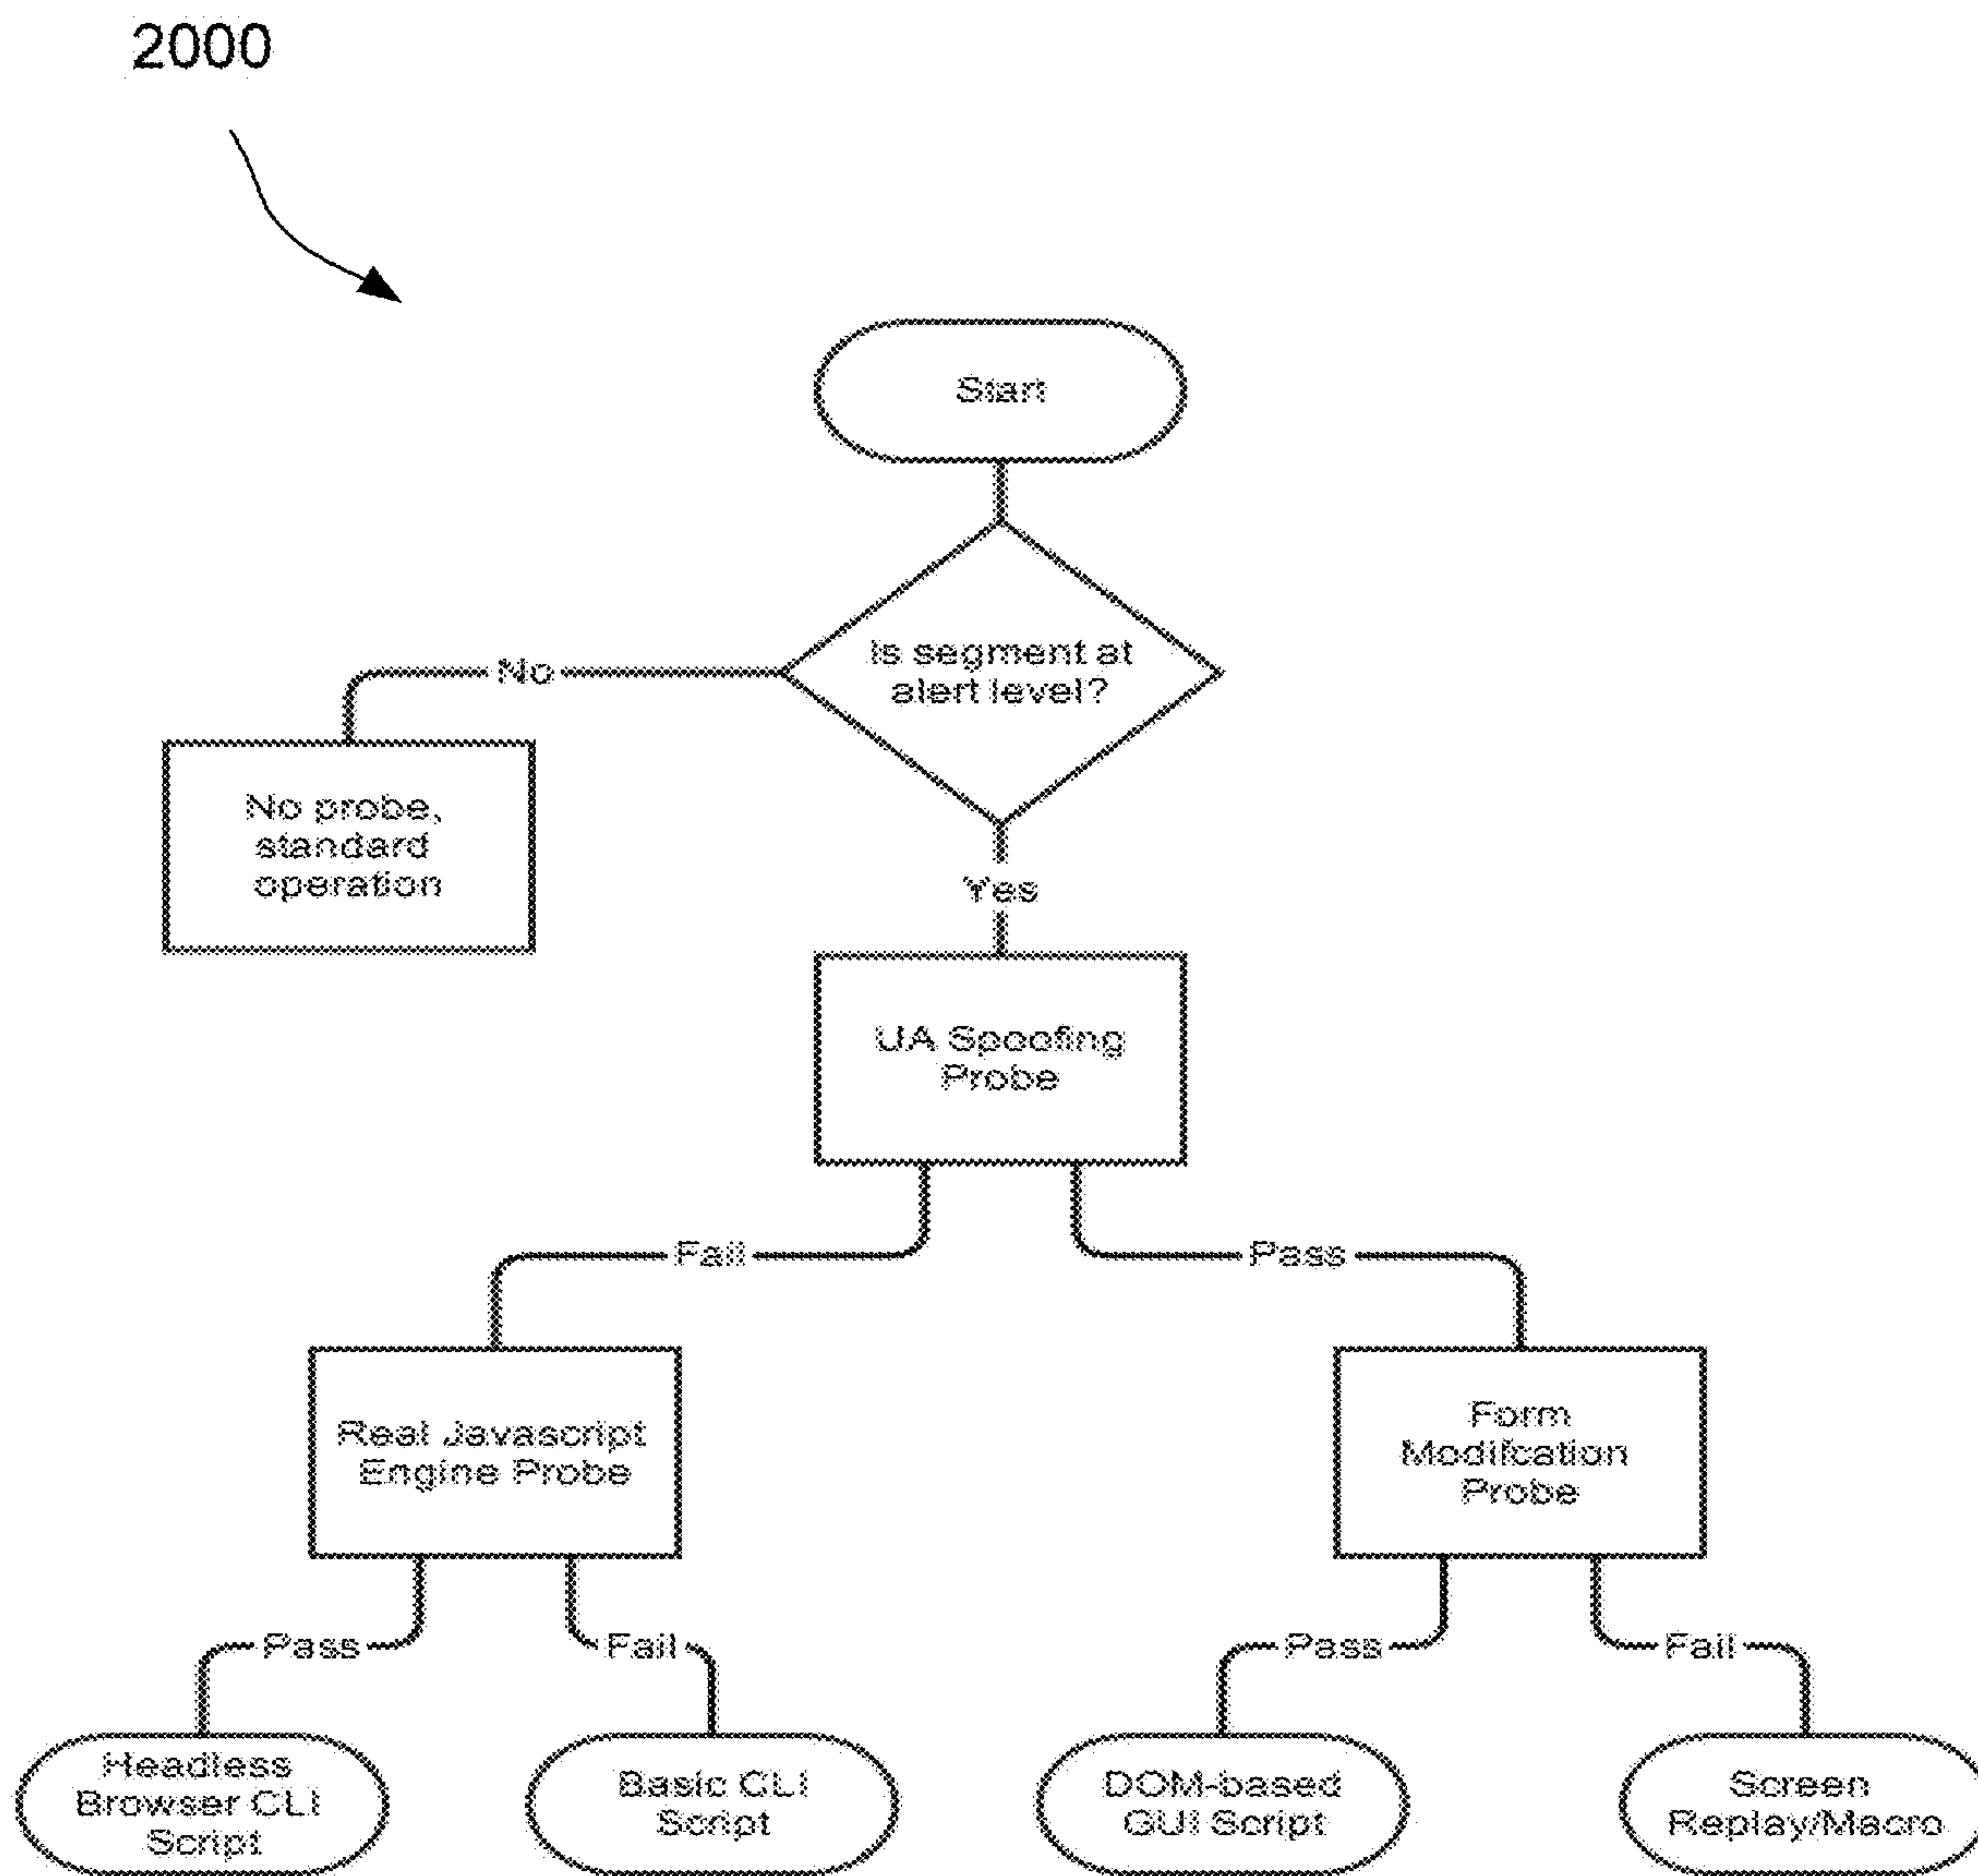 2000
Start
Is segment at
alert level?
No
No probe,
standard
operation
Yes
UA Spoofing
Probe
Fail
Pass
Real Javascript
Engine Probe
Form
Modifcation
Probe
Pass
Fail
Pass
Fail
Headless
Browser CLI
Script
Basic CLI
Script
DOM-based
GUI Script
Screen
Replay/Macro